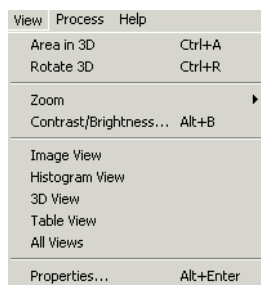 View Process Help
Area in 3D Ctrl+A
Rotate 3D Ctrl+R
Zoom
Contrast/Brightness... Alt+B
Image View
Histogram View
3D View
Table View
All Views
Properties... Alt+Enter